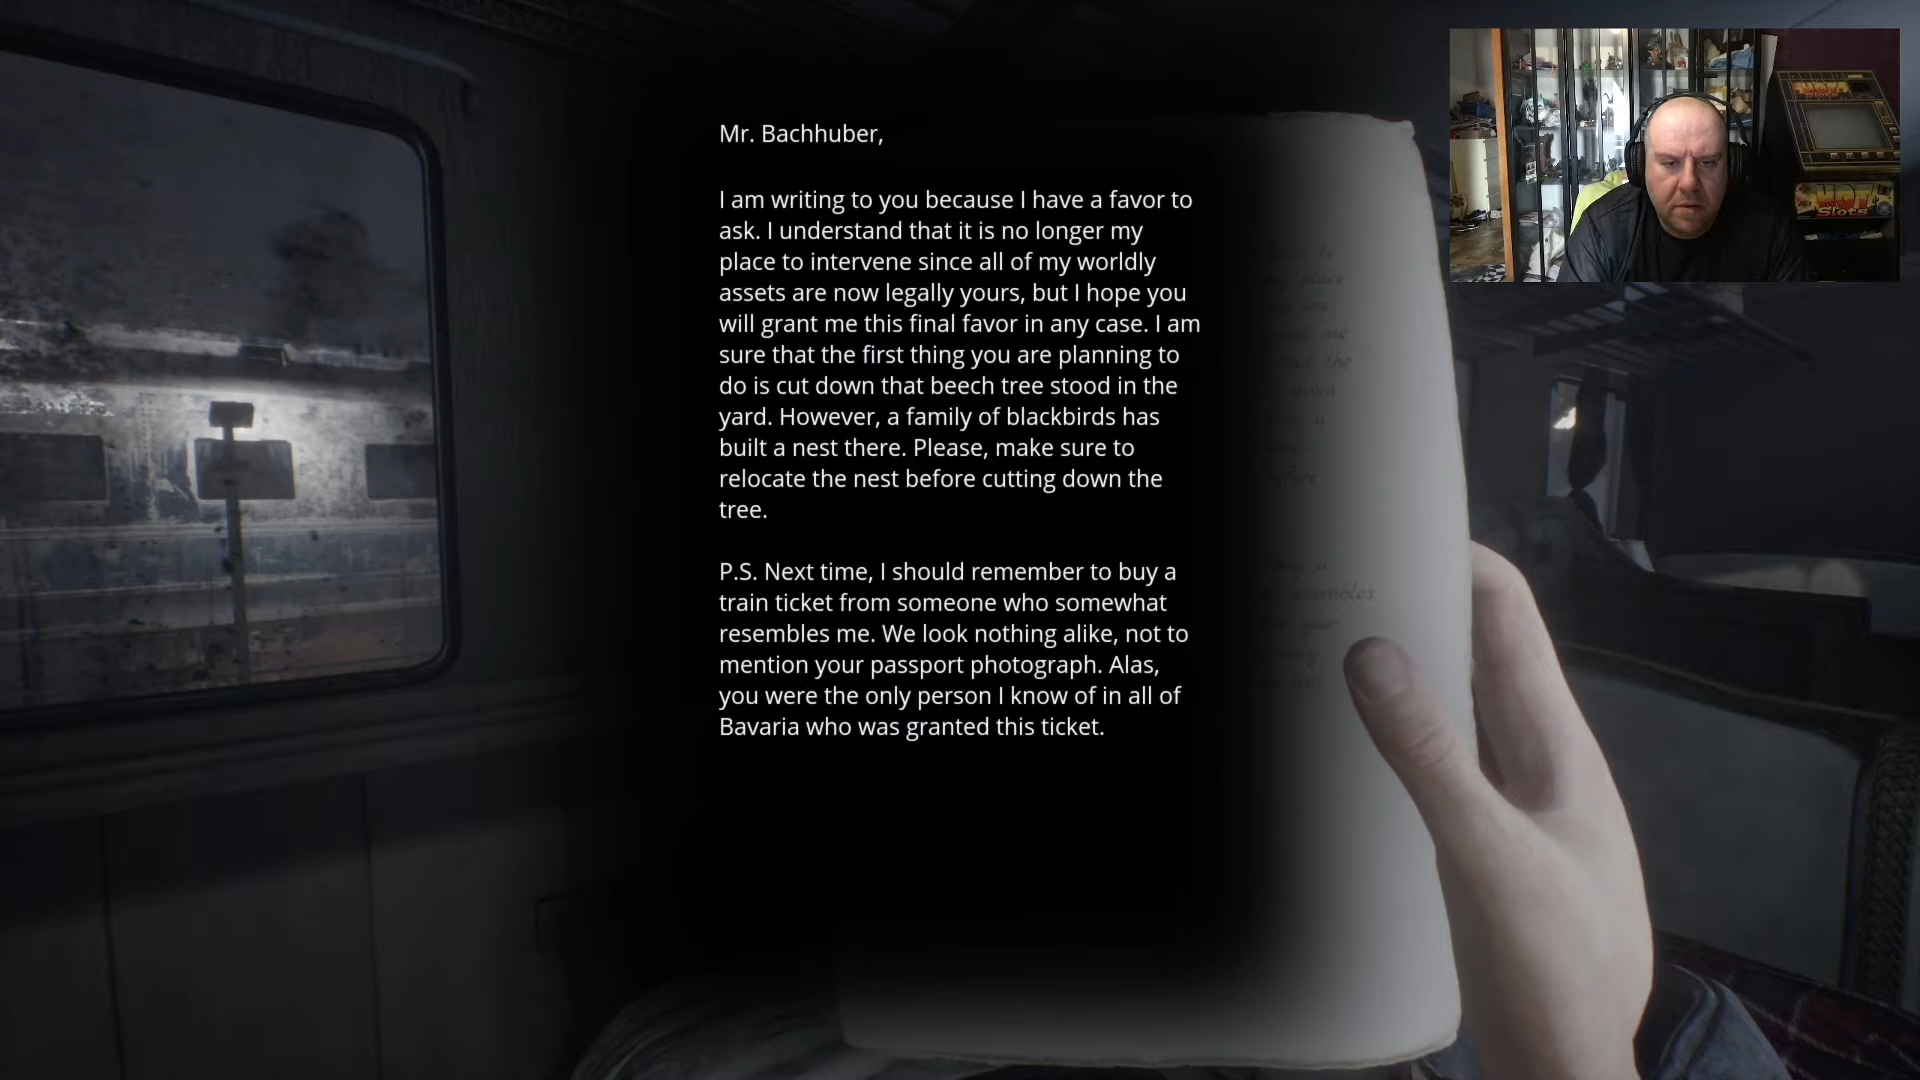 Mr. Bachhuber,
I am writing to you because I have a favor to
ask. I understand that it is no longer my
place to intervene since all of my worldly
assets are now legally yours, but I hope you
will grant me this final favor in any case. I am
sure that the first thing you are planning to
do is cut down that beech tree stood in the
yard. However, a family of blackbirds has
built a nest there. Please, make sure to
relocate the nest before cutting down the
tree.
P.S. Next time, I should remember to buy a
train ticket from someone who somewhat
resembles me. We look nothing alike, not to
mention your passport photograph. Alas,
you were the only person I know of in all of
Bavaria who was granted this ticket.
HOT
Slots